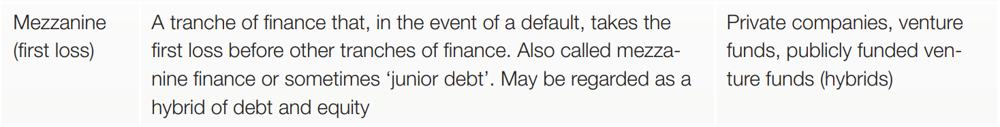 Mezzanine
(first loss)
A tranche of finance that, in the event of a default, takes the
first loss before other tranches of finance. Also called mezza-
nine finance or sometimes ‘junior debt’. May be regarded as a
hybrid of debt and equity
Private companies, venture
funds, publicly funded ven-
ture funds (hybrids)